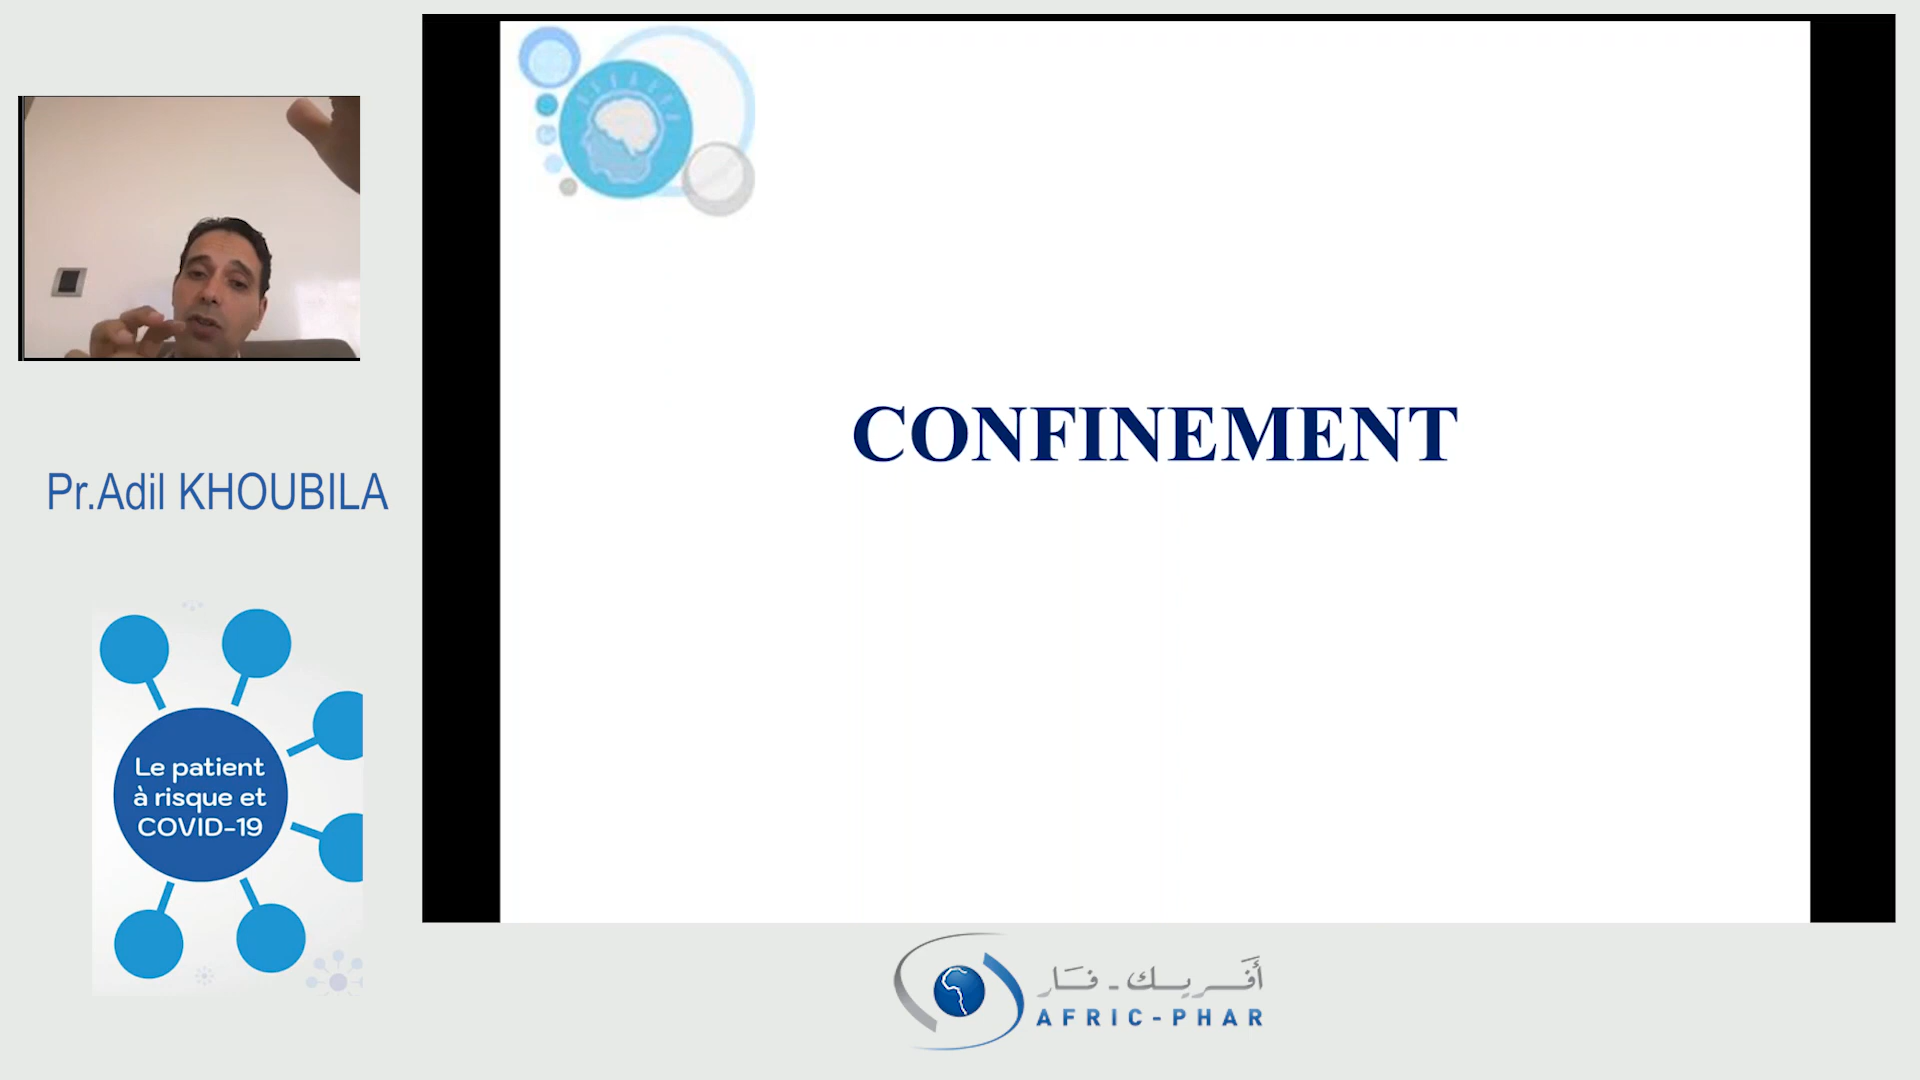 CONFINEMENT
Pr.Adil KHOUBILA
Le patient
à risque et
COVID-19
أفريك - فار
AFRIC-PHAR